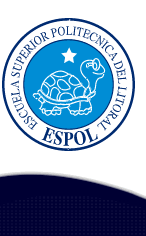 ESCUELA SUPERIOR POLITECNICA DEL LITORAL
ESPOL